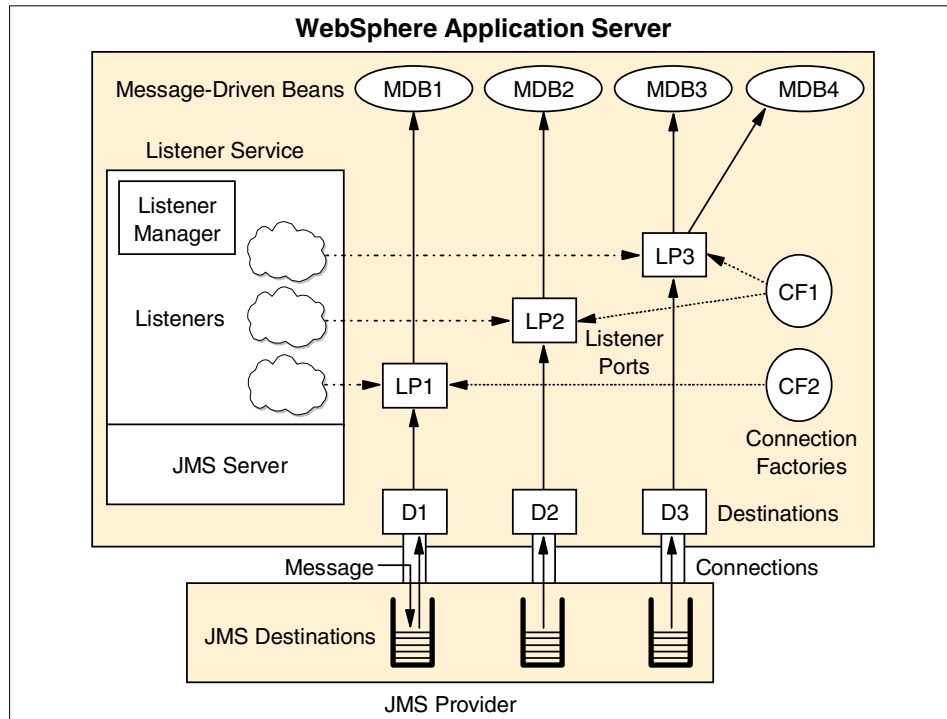 WebSphere Application Server
Message-Driven Beans
MDB1
MDB2
MDB3
MDB4
Listener Service
Listener
Manager
LP3
CF1
Listeners
LP2
Listener
Ports
LP1
CF2
Connection
Factories
JMS Server
D1
D2
D3
Destinations
Message
Connections
JMS Destinations
JMS Provider